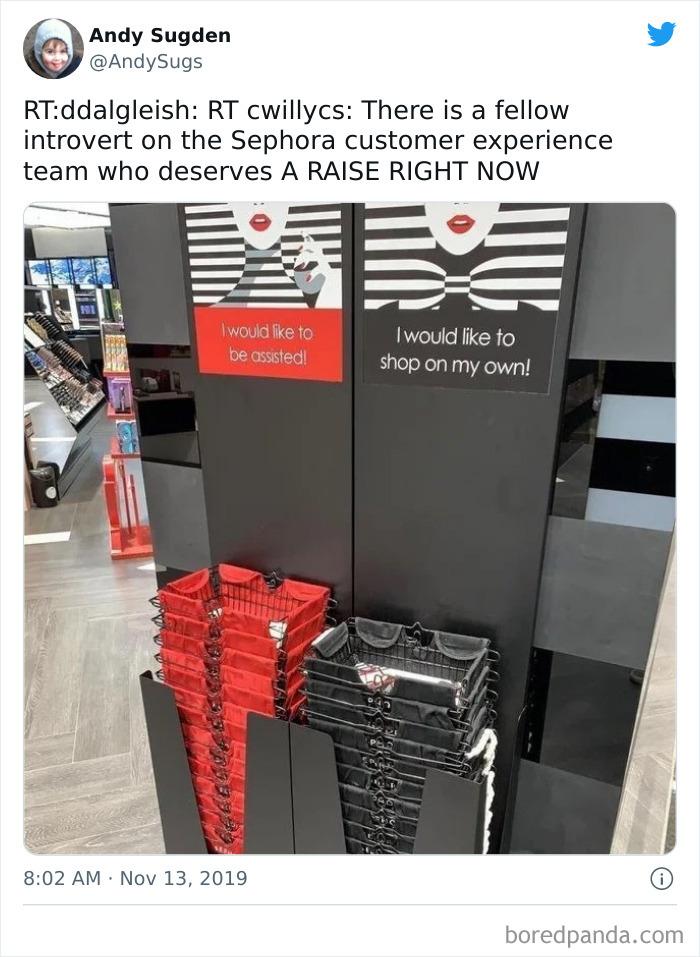 Andy Sugden
@AndySugs
RT:ddalgleish: RT cwillycs: There is a fellow
introvert on the Sephora customer experience
team who deserves A RAISE RIGHT NOW
I would like to
be assisted!
I would like to
shop on my own!
8:02 AM · Nov 13, 2019
boredpanda.com